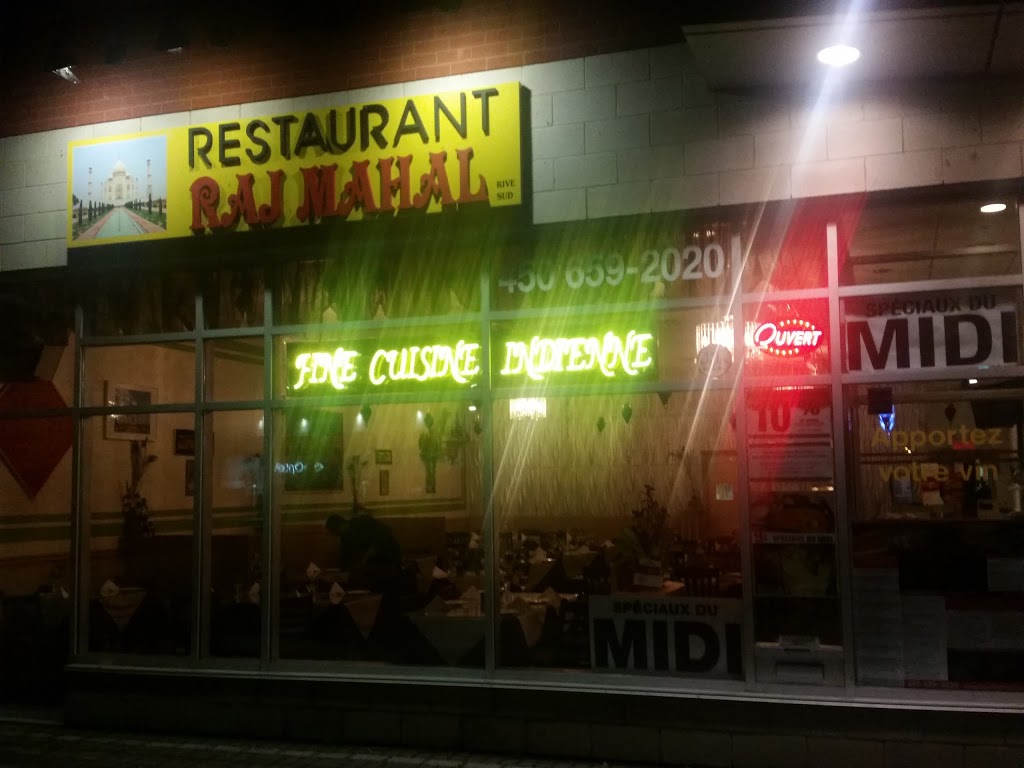 RESTAURANT
RAJ MAHAL
RIVE
SUD
450 659-2020
FINE CUISINE INDIENNE
OUVERT
SPÉCIAUX DU
MIDI
10%
Apportez
votre vin
SPÉCIAUX DU
MIDI